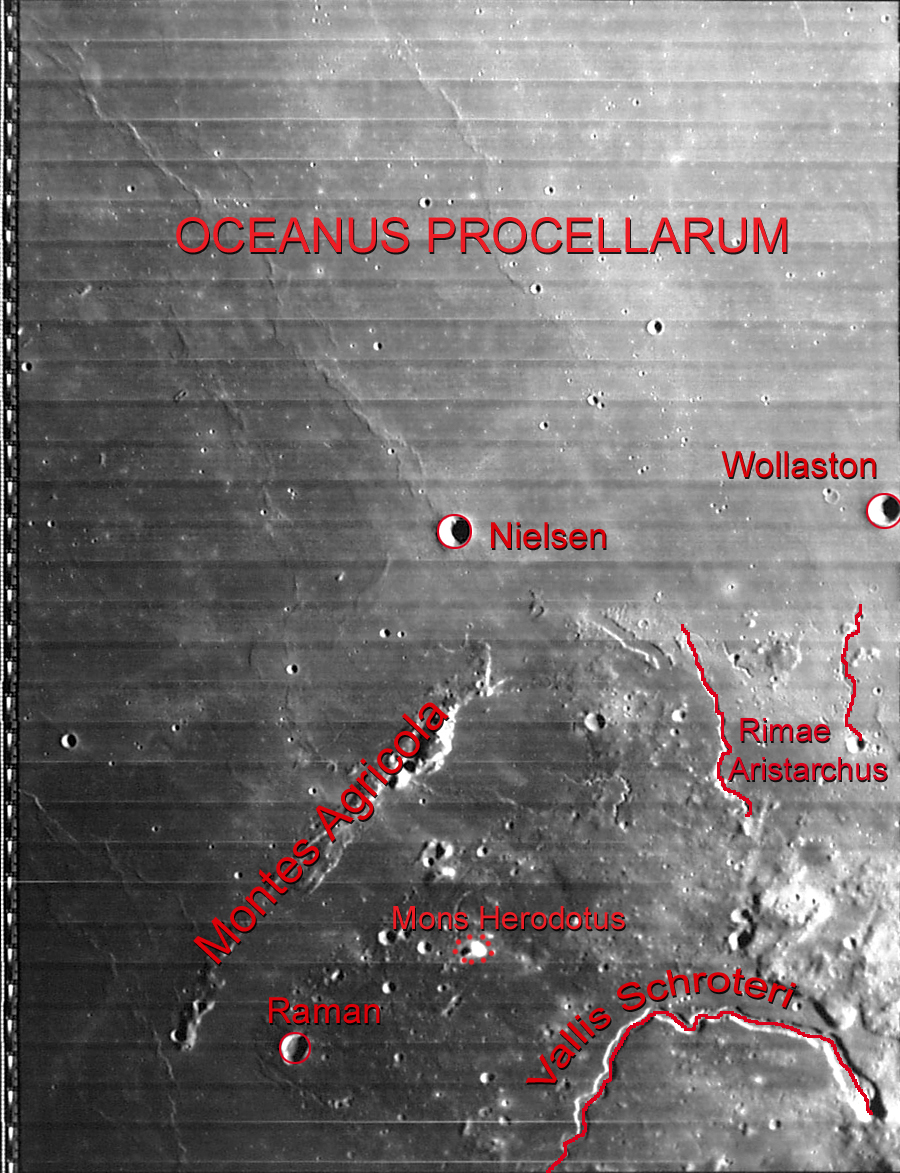 OCEANUS PROCELLARUM
Wollaston
Nielsen
Montes Agricola
Rimae
Aristarchus
Mons Herodotus
Vallis Schroteri
Raman